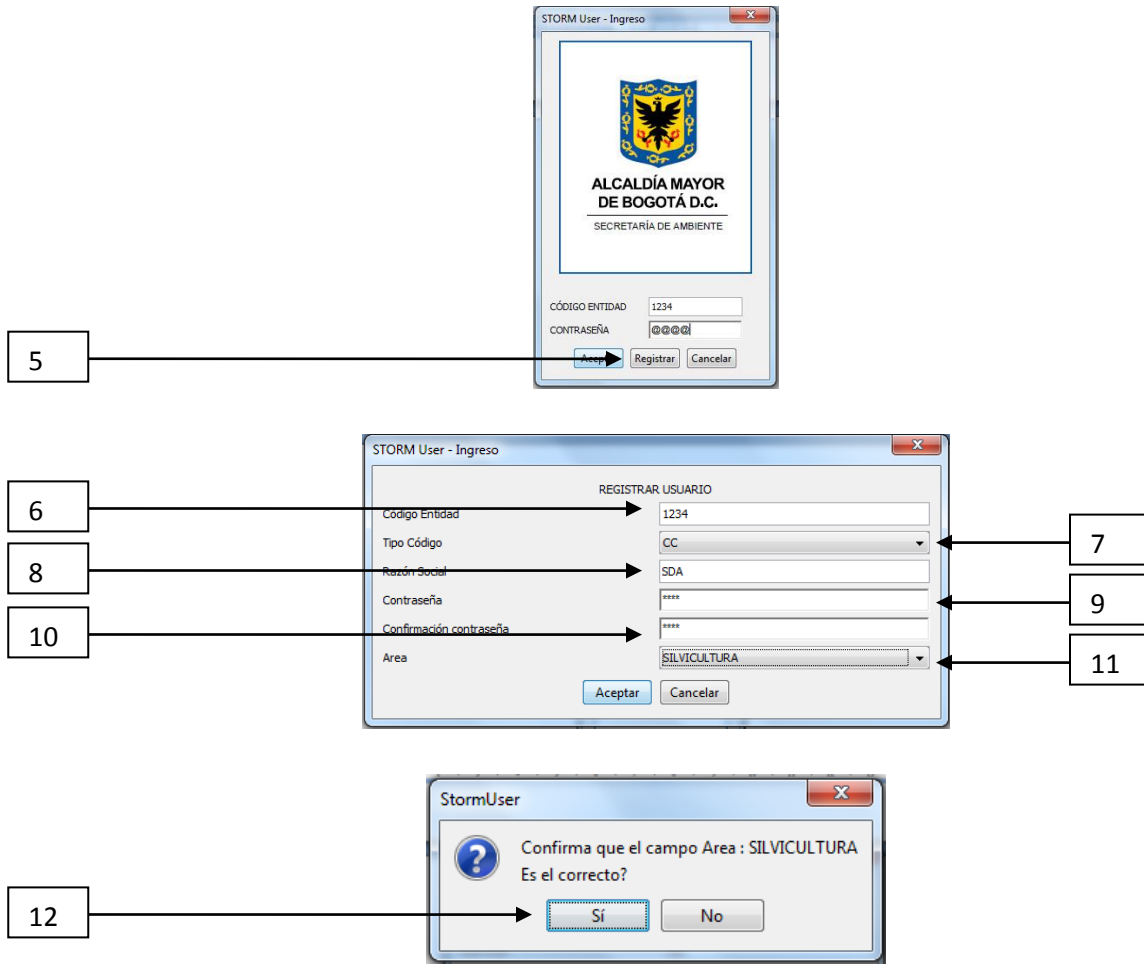 STORM User - Ingreso
ALCALDÍA MAYOR
DE BOGOTÁ D.C.
SECRETARÍA DE AMBIENTE
CÓDIGO ENTIDAD 1234
CONTRASEÑA @@@@
5
Aceptar Registrar Cancelar
STORM User - Ingreso
REGISTRAR USUARIO
6
Código Entidad 1234
Tipo Código CC
7
8
Razón Social SDA
Contraseña ****
9
10
Confirmación contraseña ****
Area SILVICULTURA
11
Aceptar Cancelar
StormUser
Confirma que el campo Area : SILVICULTURA
Es el correcto?
12
Sí No